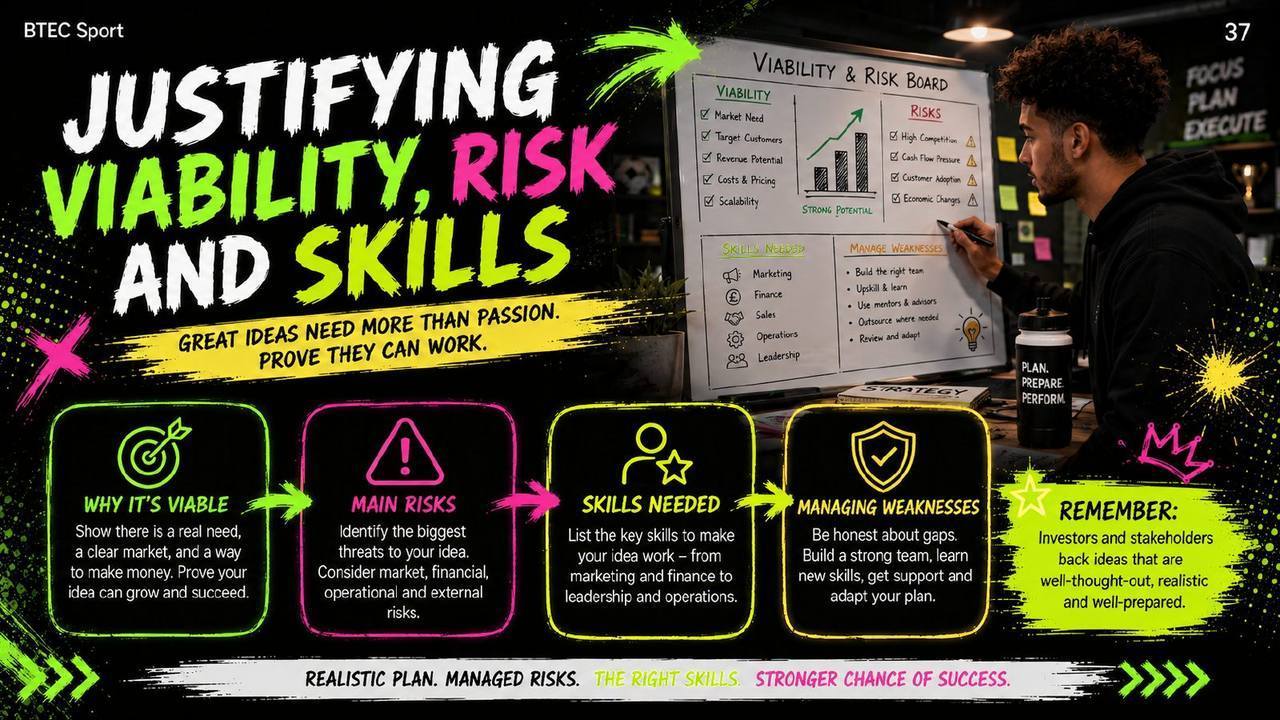 BTEC Sport
37
JUSTIFYING
VIABILITY, RISK
AND SKILLS
GREAT IDEAS NEED MORE THAN PASSION.
PROVE THEY CAN WORK.
VIABILITY & RISK BOARD
VIABILITY
Market Need
Target Customers
Revenue Potential
Costs & Pricing
Scalability
STRONG POTENTIAL
RISKS
High Competition
Cash Flow Pressure
Customer Adoption
Economic Changes
SKILLS NEEDED
Marketing
Finance
Sales
Operations
Leadership
MANAGE WEAKNESSES
• Build the right team
• Upskill & learn
• Use mentors & advisors
• Outsource where needed
• Review and adapt
FOCUS
PLAN
EXECUTE
STRATEGY
PLAN.
PREPARE.
PERFORM.
WHY IT'S VIABLE
Show there is a real need,
a clear market, and a way
to make money. Prove your
idea can grow and succeed.
MAIN RISKS
Identify the biggest
threats to your idea.
Consider market, financial,
operational and external
risks.
SKILLS NEEDED
List the key skills to make
your idea work – from
marketing and finance to
leadership and operations.
MANAGING WEAKNESSES
Be honest about gaps.
Build a strong team, learn
new skills, get support and
adapt your plan.
REMEMBER:
Investors and stakeholders
back ideas that are
well-thought-out, realistic
and well-prepared.
REALISTIC PLAN. MANAGED RISKS. THE RIGHT SKILLS. STRONGER CHANCE OF SUCCESS.